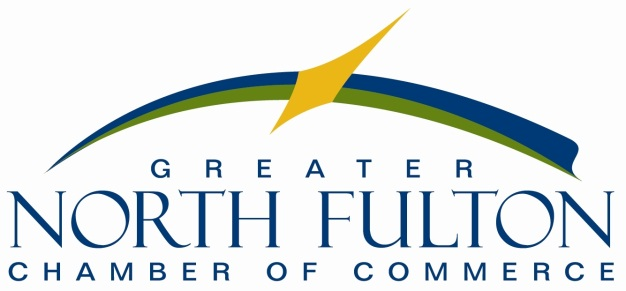 GREATER
NORTH FULTON
CHAMBER OF COMMERCE